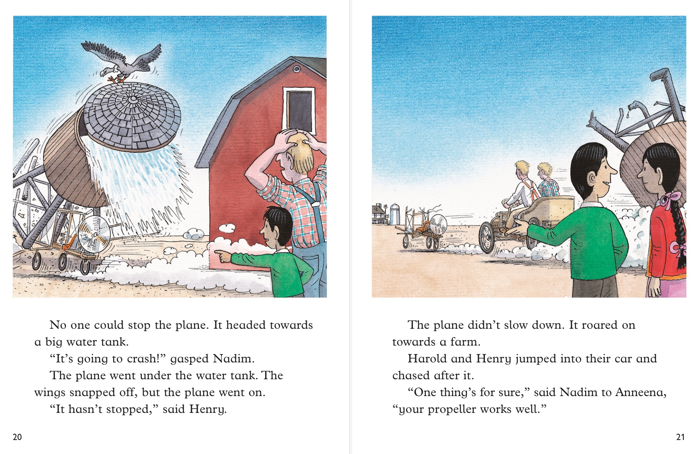 No one could stop the plane. It headed towards
a big water tank.
“It’s going to crash!” gasped Nadim.
The plane went under the water tank. The
wings snapped off, but the plane went on.
“It hasn’t stopped,” said Henry.
20
The plane didn’t slow down. It roared on
towards a farm.
Harold and Henry jumped into their car and
chased after it.
“One thing’s for sure,” said Nadim to Anneena,
“your propeller works well.”
21